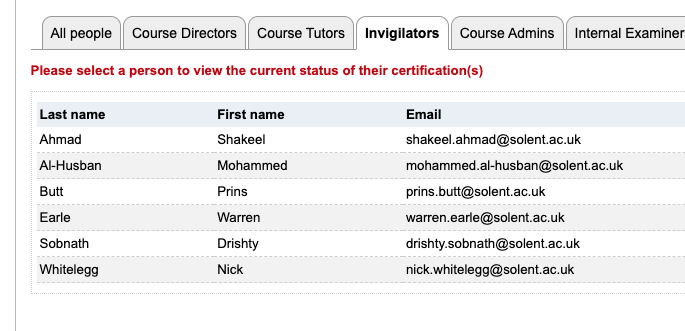 All people Course Directors Course Tutors Invigilators Course Admins Internal Examiner
Please select a person to view the current status of their certification(s)
Last name First name Email
Ahmad Shakeel shakeel.ahmad@solent.ac.uk
Al-Husban Mohammed mohammed.al-husban@solent.ac.uk
Butt Prins prins.butt@solent.ac.uk
Earle Warren warren.earle@solent.ac.uk
Sobnath Drishty drishty.sobnath@solent.ac.uk
Whitelegg Nick nick.whitelegg@solent.ac.uk